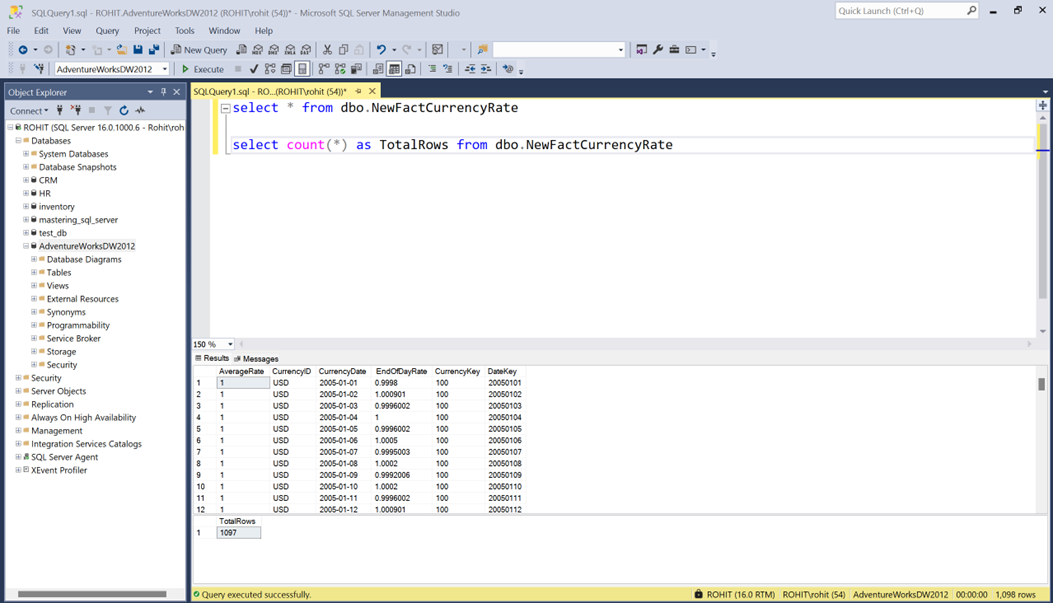 SQLQuery1.sql - ROHIT.AdventureWorksDW2012 (ROHIT\rohit (54))* - Microsoft SQL Server Management Studio
Quick Launch (Ctrl+Q)
File Edit View Query Project Tools Window Help
New Query
AdventureWorksDW2012 Execute
Object Explorer
SQLQuery1.sql - RO...(ROHIT\rohit (54))*
Connect
ROHIT (SQL Server 16.0.1000.6 - Rohit\roh
Databases
System Databases
Database Snapshots
CRM
HR
inventory
mastering_sql_server
test_db
AdventureWorksDW2012
Database Diagrams
Tables
Views
External Resources
Synonyms
Programmability
Service Broker
Storage
Security
Security
Server Objects
Replication
Always On High Availability
Management
Integration Services Catalogs
SQL Server Agent
XEvent Profiler
select * from dbo.NewFactCurrencyRate
select count(*) as TotalRows from dbo.NewFactCurrencyRate
150 %
Results Messages
AverageRate CurrencyID CurrencyDate EndOfDayRate CurrencyKey DateKey
1 1 USD 2005-01-01 0.9998 100 20050101
2 1 USD 2005-01-02 1.000901 100 20050102
3 1 USD 2005-01-03 0.9996002 100 20050103
4 1 USD 2005-01-04 1 100 20050104
5 1 USD 2005-01-05 0.9996002 100 20050105
6 1 USD 2005-01-06 1.0005 100 20050106
7 1 USD 2005-01-07 0.9995003 100 20050107
8 1 USD 2005-01-08 1.0002 100 20050108
9 1 USD 2005-01-09 0.9992006 100 20050109
10 1 USD 2005-01-10 1.0002 100 20050110
11 1 USD 2005-01-11 0.9996002 100 20050111
12 1 USD 2005-01-12 1.000901 100 20050112
TotalRows
1 1097
Query executed successfully. ROHIT (16.0 RTM) ROHIT\rohit (54) AdventureWorksDW2012 00:00:00 1,098 rows